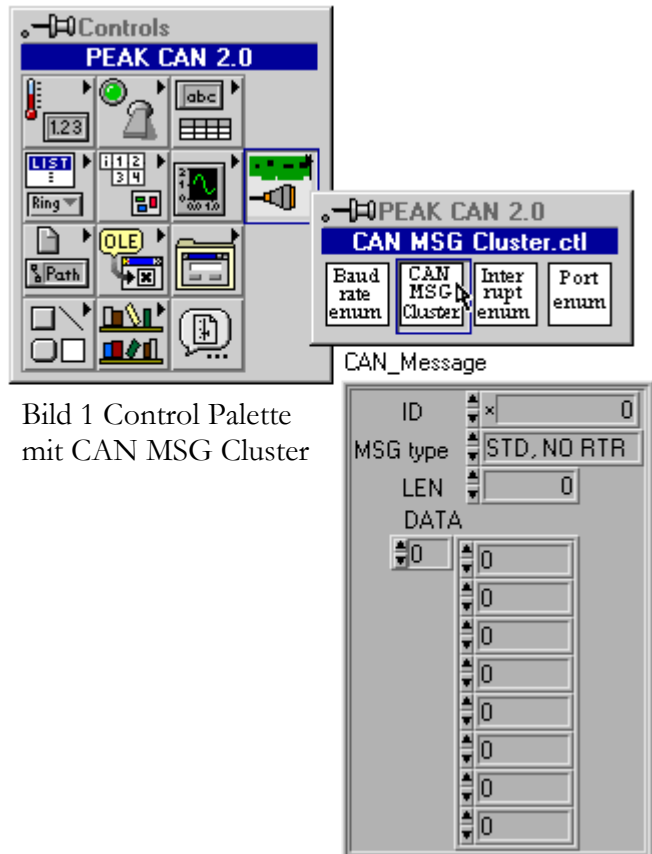 Controls
PEAK CAN 2.0
1.23
abc
LIST
Ring
1 2
3 4
Path
OLE
PEAK CAN 2.0
CAN MSG Cluster.ctl
Baud rate enum
CAN MSG Cluster
Inter rupt enum
Port enum
Bild 1 Control Palette
mit CAN MSG Cluster
CAN_Message
ID × 0
MSG type STD, NO RTR
LEN 0
DATA
0 0
0
0
0
0
0
0
0